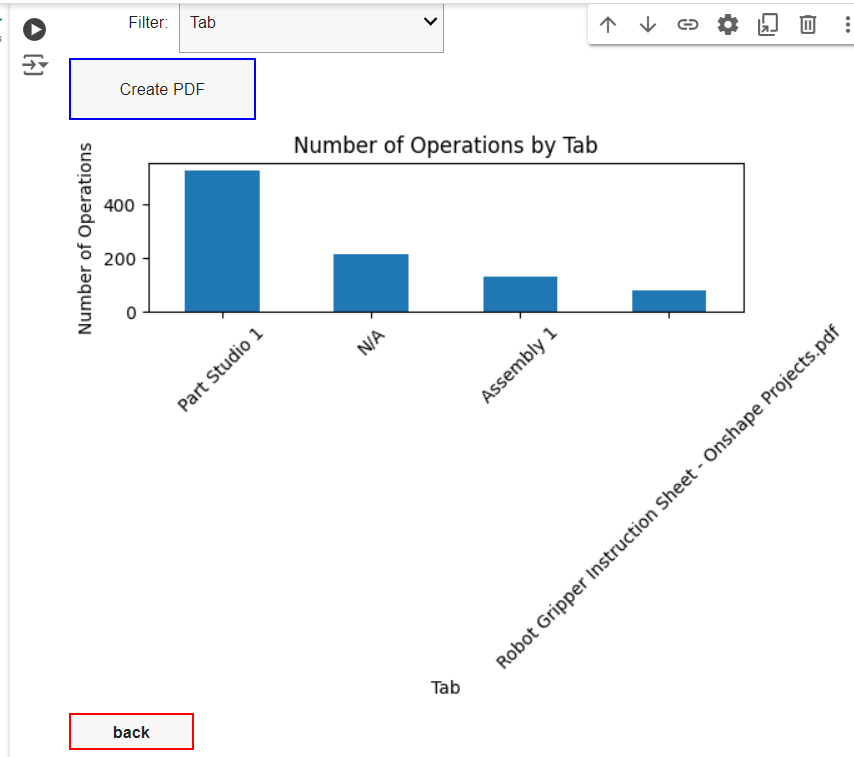 Filter: Tab
Create PDF
Number of Operations by Tab
Number of Operations
400
200
0
Part Studio 1
N/A
Assembly 1
Robot Gripper Instruction Sheet - Onshape Projects.pdf
Tab
back